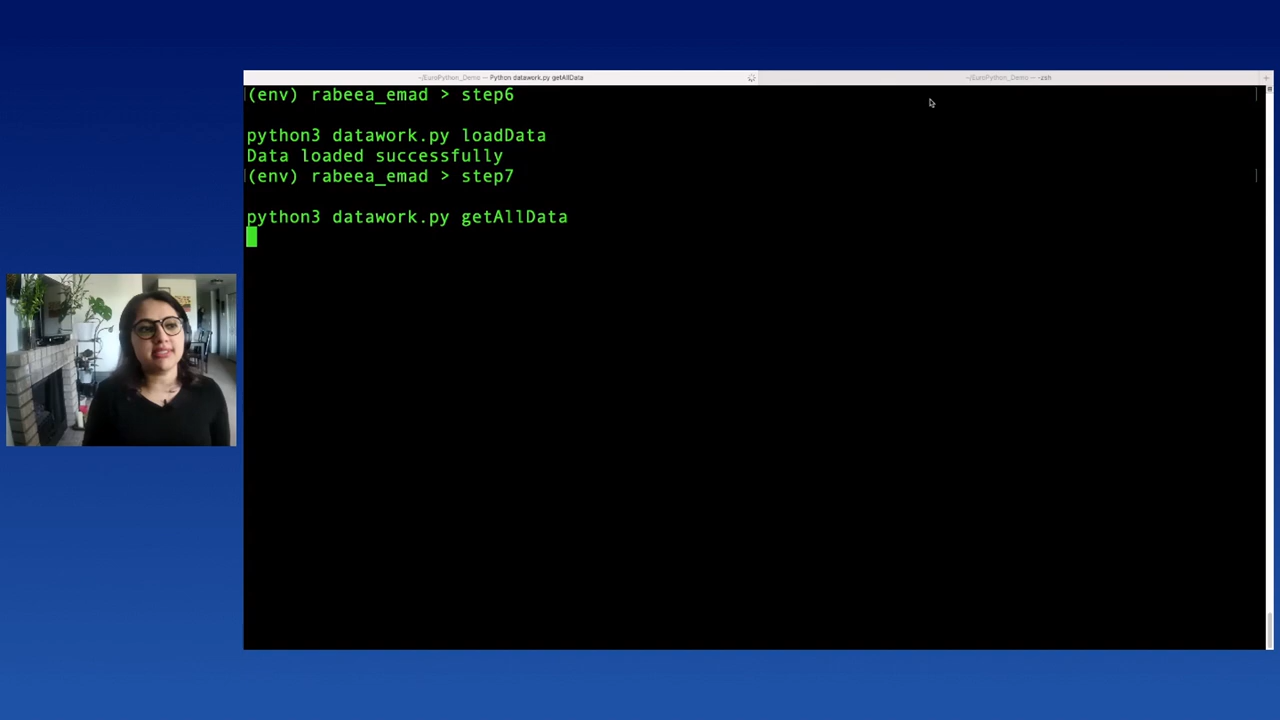 ~/EuroPython_Demo — Python datawork.py getAllData
~/EuroPython_Demo — -zsh
(env) rabeea_emad > step6
python3 datawork.py loadData
Data loaded successfully
(env) rabeea_emad > step7
python3 datawork.py getAllData